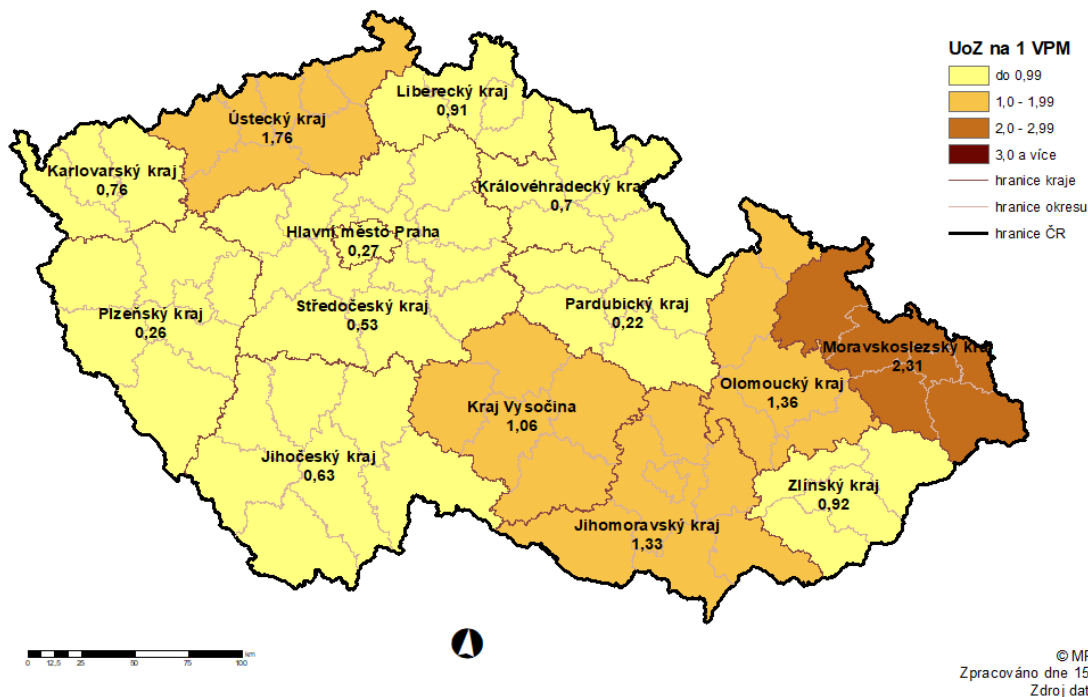 UoZ na 1 VPM
do 0,99
1,0 - 1,99
2,0 - 2,99
3,0 a více
hranice kraje
hranice okresu
hranice ČR
Liberecký kraj
0,91
Ústecký kraj
1,76
Karlovarský kraj
0,76
Královéhradecký kraj
0,7
Hlavní město Praha
0,27
Středočeský kraj
0,53
Pardubický kraj
0,22
Plzeňský kraj
0,26
Moravskoslezský kraj
2,31
Olomoucký kraj
1,36
Kraj Vysočina
1,06
Jihočeský kraj
0,63
Zlínský kraj
0,92
Jihomoravský kraj
1,33
0 12,5 25 50 75 100 km
© MP
Zpracováno dne 15
Zdroj dat